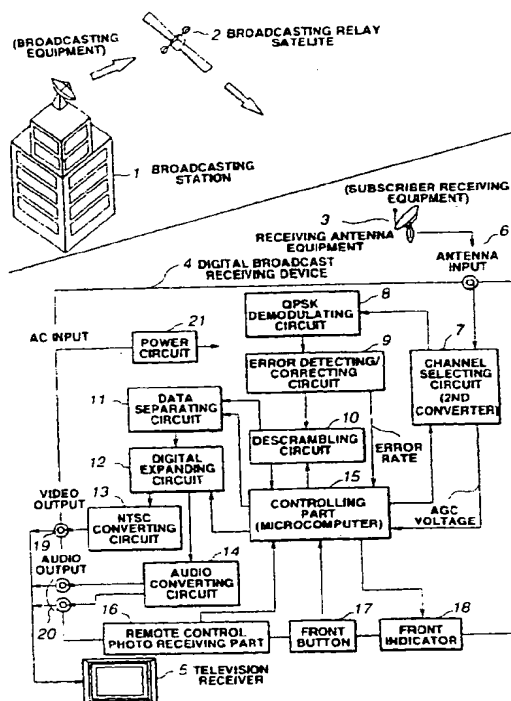 (BROADCASTING
EQUIPMENT)
2 BROADCASTING RELAY
SATELITE
1 BROADCASTING
STATION
(SUBSCRIBER RECEIVING
EQUIPMENT)
3
RECEIVING ANTENNA
EQUIPMENT
6
ANTENNA
INPUT
4 DIGITAL BROADCAST
RECEIVING DEVICE
8
QPSK
DEMODULATING
CIRCUIT
AC INPUT
21
POWER
CIRCUIT
9
ERROR DETECTING/
CORRECTING
CIRCUIT
7
CHANNEL
SELECTING
CIRCUIT
(2ND
CONVERTER)
11
DATA
SEPARATING
CIRCUIT
10
DESCRAMBLING
CIRCUIT
ERROR
RATE
12
DIGITAL
EXPANDING
CIRCUIT
15
CONTROLLING
PART
(MICROCOMPUTER)
AGC
VOLTAGE
VIDEO
OUTPUT
13
NTSC
CONVERTING
CIRCUIT
19
AUDIO
OUTPUT
14
AUDIO
CONVERTING
CIRCUIT
20
16
REMOTE CONTROL
PHOTO RECEIVING PART
17
FRONT
BUTTON
18
FRONT
INDICATOR
5 TELEVISION
RECEIVER